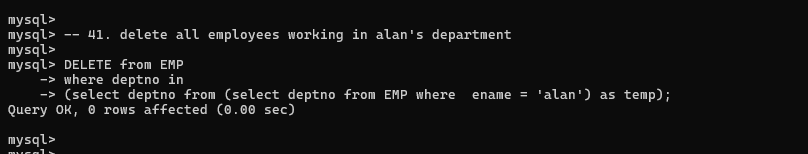 mysql>
mysql> -- 41. delete all employees working in alan's department
mysql>
mysql> DELETE from EMP
    -> where deptno in
    -> (select deptno from (select deptno from EMP where  ename = 'alan') as temp);
Query OK, 0 rows affected (0.00 sec)

mysql>
mysql>